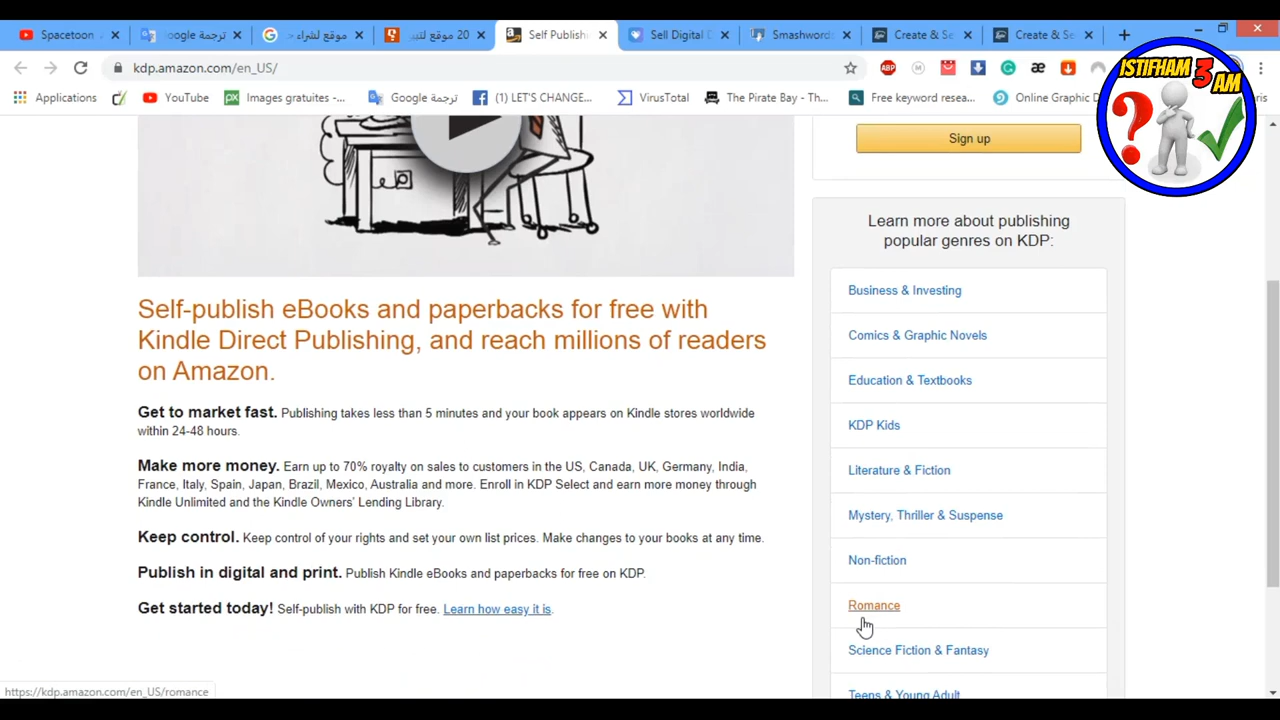 Spacetoon
ترجمة Google
موقع لشراء
20 موقع لتبي
Self Publish
Sell Digital D
Smashwords
Create & Se
Create & Se
kdp.amazon.com/en_US/
ABP
Applications
YouTube
Images gratuites -...
ترجمة Google
(1) LET'S CHANGE...
VirusTotal
The Pirate Bay - Th...
Free keyword resea...
Online Graphic D
ISTIFHAM 3 AM
Sign up
Learn more about publishing
popular genres on KDP:
Business & Investing
Comics & Graphic Novels
Education & Textbooks
KDP Kids
Literature & Fiction
Mystery, Thriller & Suspense
Non-fiction
Romance
Science Fiction & Fantasy
Teens & Young Adult
Self-publish eBooks and paperbacks for free with
Kindle Direct Publishing, and reach millions of readers
on Amazon.
Get to market fast. Publishing takes less than 5 minutes and your book appears on Kindle stores worldwide
within 24-48 hours.
Make more money. Earn up to 70% royalty on sales to customers in the US, Canada, UK, Germany, India,
France, Italy, Spain, Japan, Brazil, Mexico, Australia and more. Enroll in KDP Select and earn more money through
Kindle Unlimited and the Kindle Owners' Lending Library.
Keep control. Keep control of your rights and set your own list prices. Make changes to your books at any time.
Publish in digital and print. Publish Kindle eBooks and paperbacks for free on KDP.
Get started today! Self-publish with KDP for free. Learn how easy it is.
https://kdp.amazon.com/en_US/romance